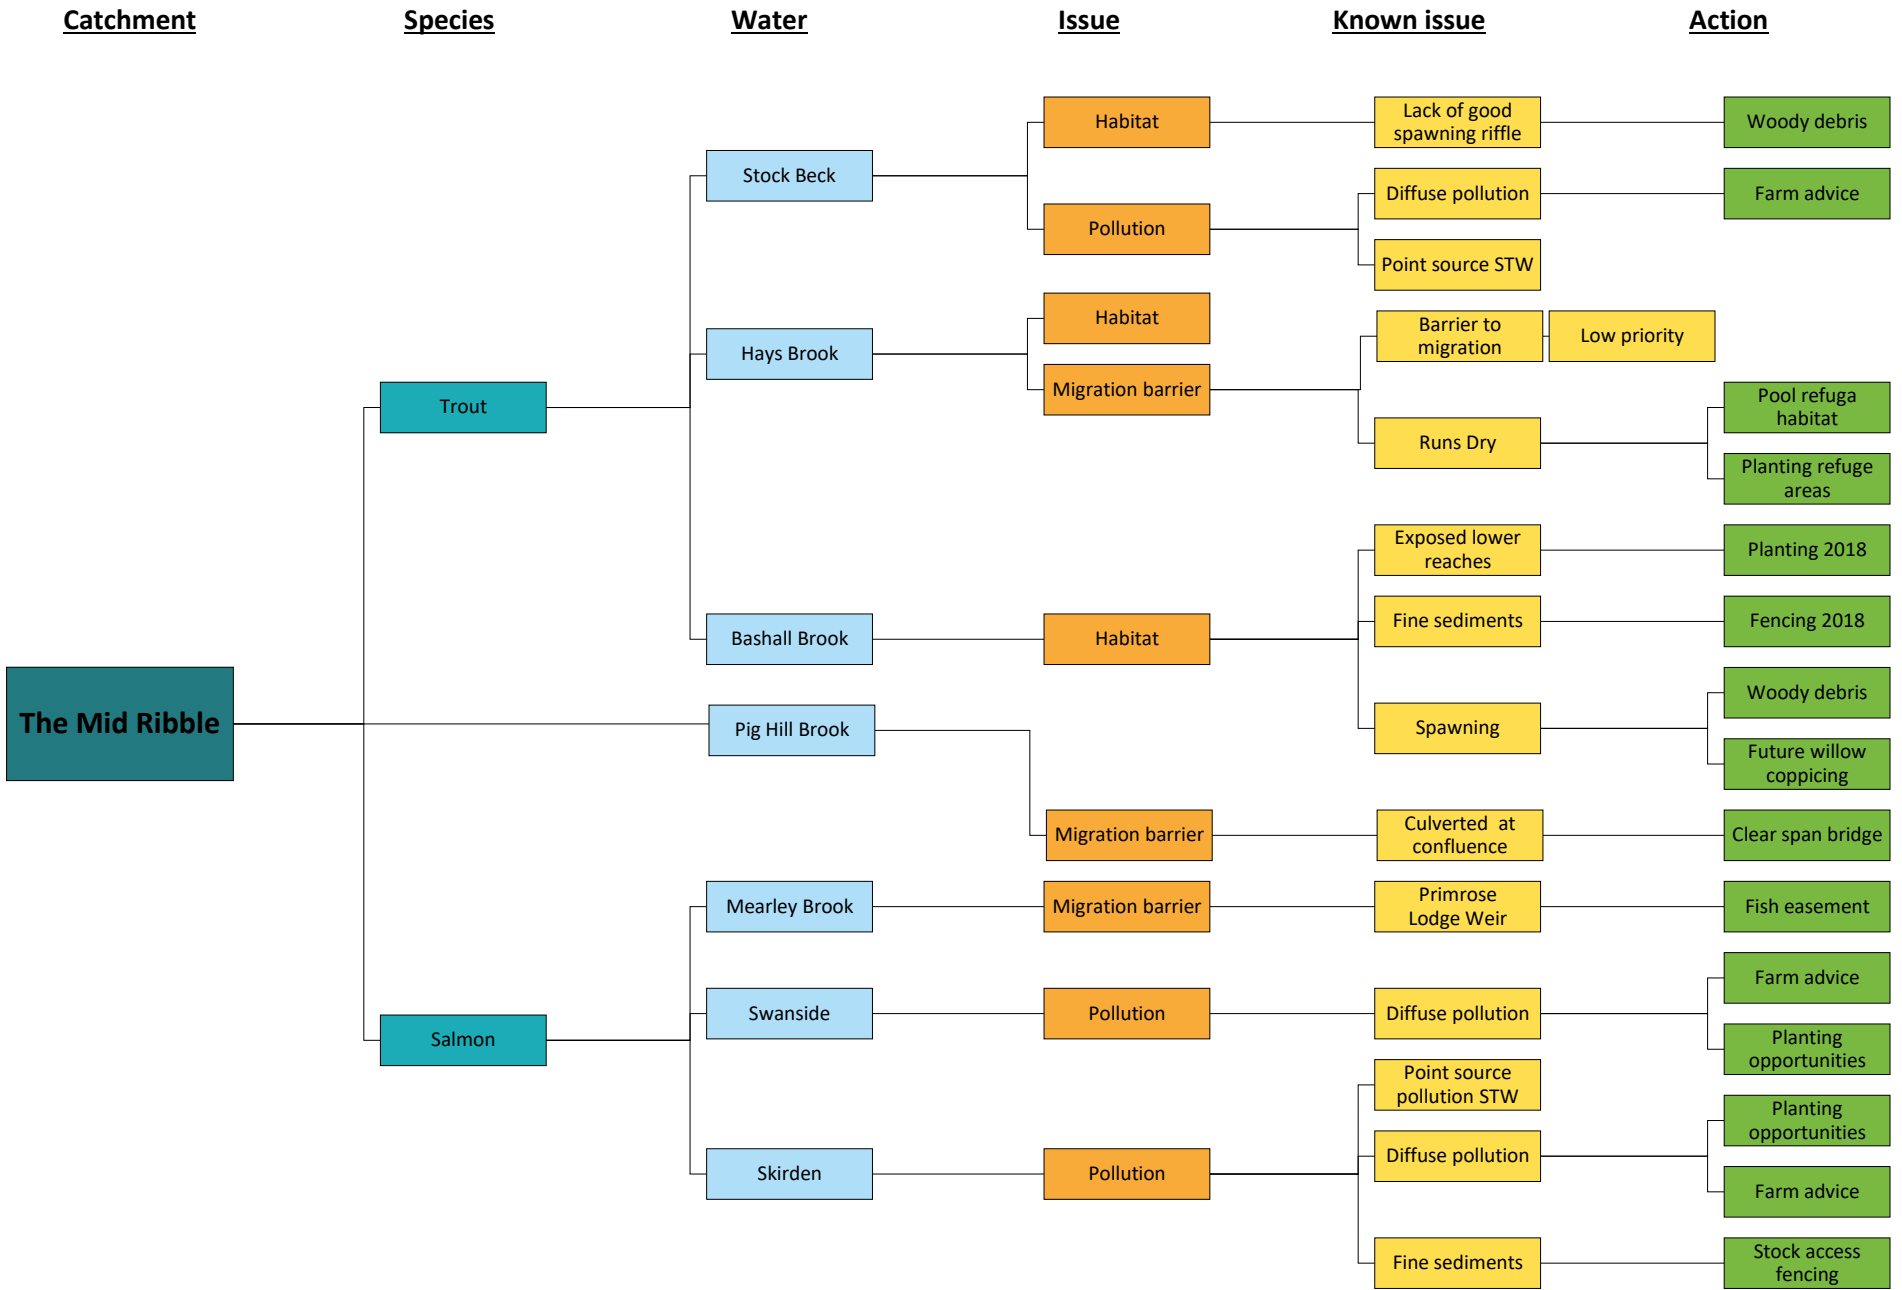 Catchment
Species
Water
Issue
Known issue
Action
Habitat
Lack of good
spawning riffle
Woody debris
Stock Beck
Diffuse pollution
Farm advice
Pollution
Point source STW
Habitat
Hays Brook
Barrier to
migration
Low priority
Migration barrier
Trout
Pool refuga
habitat
Runs Dry
Planting refuge
areas
Exposed lower
reaches
Planting 2018
Bashall Brook
Habitat
Fine sediments
Fencing 2018
The Mid Ribble
Woody debris
Pig Hill Brook
Spawning
Future willow
coppicing
Migration barrier
Culverted  at
confluence
Clear span bridge
Mearley Brook
Migration barrier
Primrose
Lodge Weir
Fish easement
Farm advice
Swanside
Pollution
Diffuse pollution
Salmon
Planting
opportunities
Point source
pollution STW
Planting
opportunities
Diffuse pollution
Skirden
Pollution
Farm advice
Fine sediments
Stock access
fencing